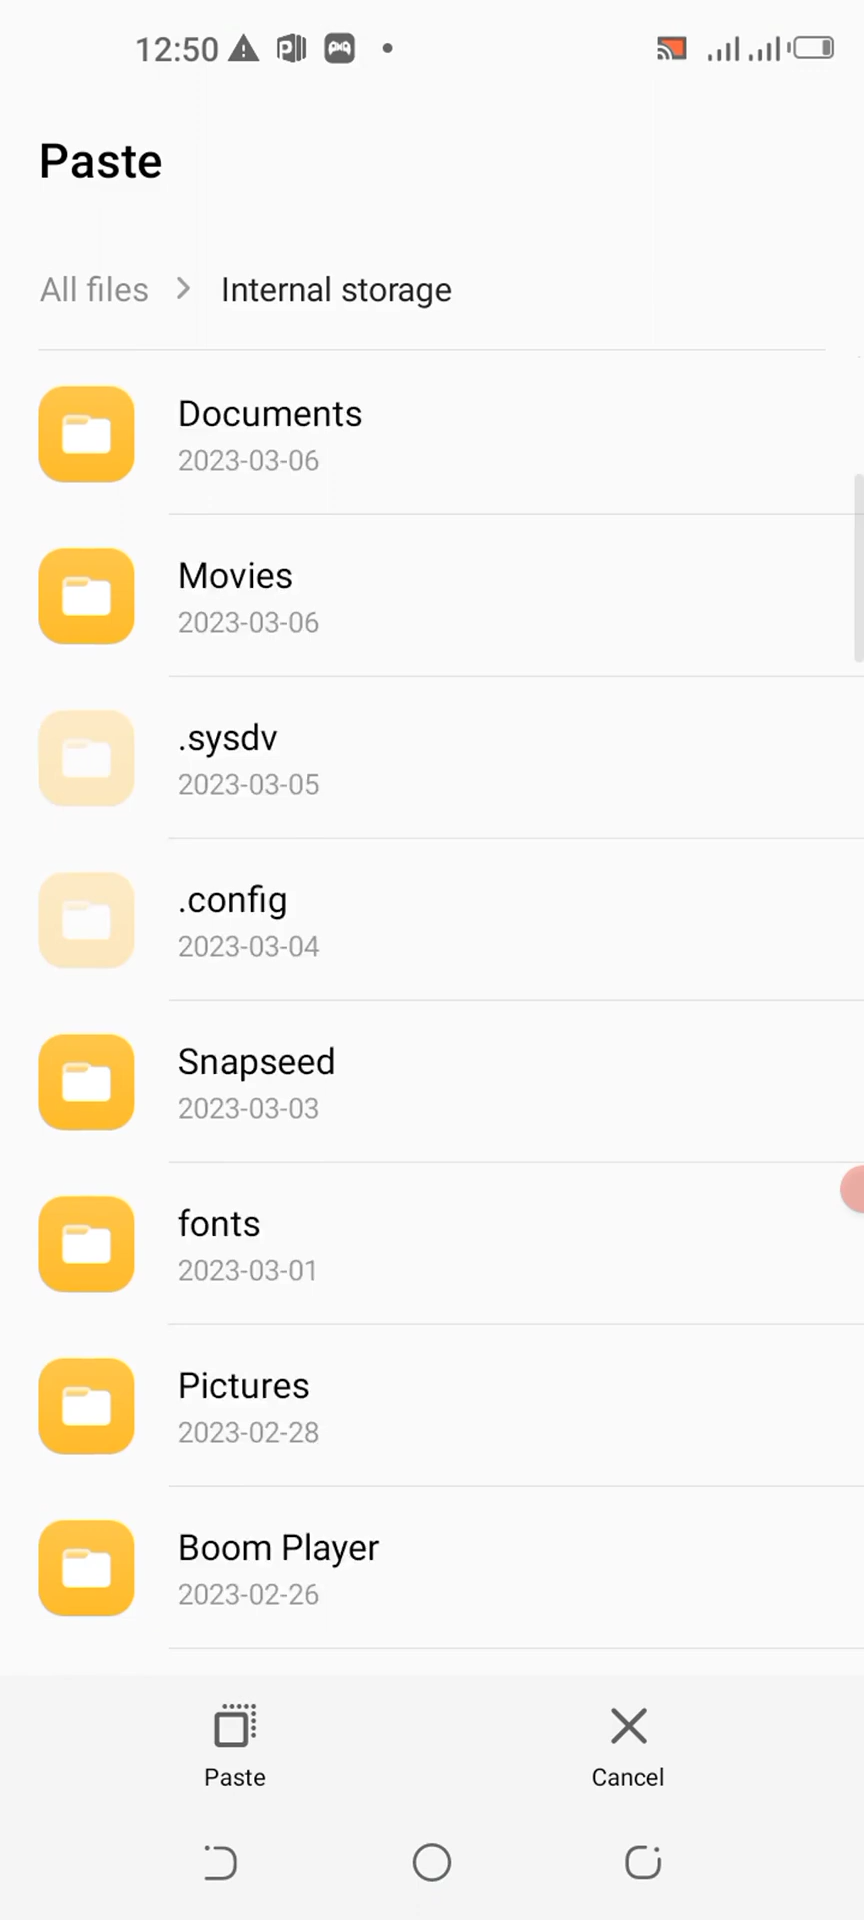 12:50
Paste
All files > Internal storage
Documents
2023-03-06
Movies
2023-03-06
.sysdv
2023-03-05
.config
2023-03-04
Snapseed
2023-03-03
fonts
2023-03-01
Pictures
2023-02-28
Boom Player
2023-02-26
Paste Cancel